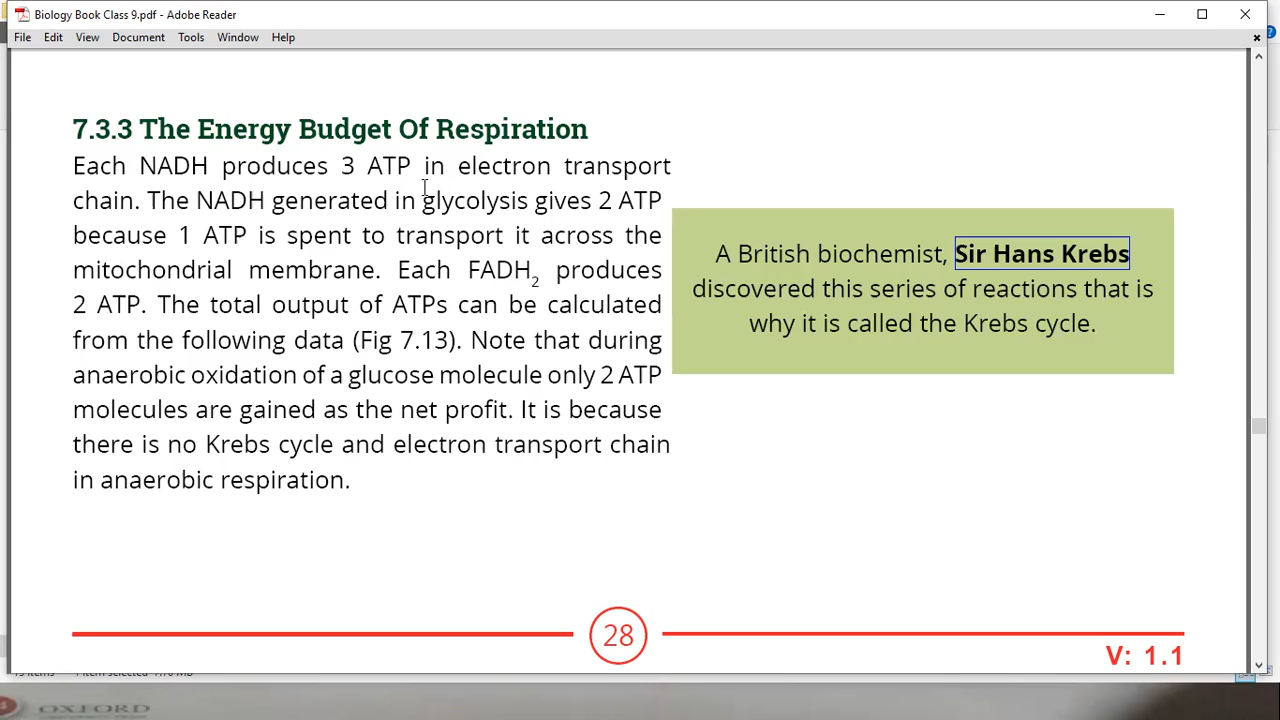 Biology Book Class 9.pdf - Adobe Reader
File Edit View Document Tools Window Help
7.3.3 The Energy Budget Of Respiration
Each NADH produces 3 ATP in electron transport
chain. The NADH generated in glycolysis gives 2 ATP
because 1 ATP is spent to transport it across the
mitochondrial membrane. Each FADH2 produces
2 ATP. The total output of ATPs can be calculated
from the following data (Fig 7.13). Note that during
anaerobic oxidation of a glucose molecule only 2 ATP
molecules are gained as the net profit. It is because
there is no Krebs cycle and electron transport chain
in anaerobic respiration.
A British biochemist, Sir Hans Krebs
discovered this series of reactions that is
why it is called the Krebs cycle.
28
V: 1.1
OXFORD